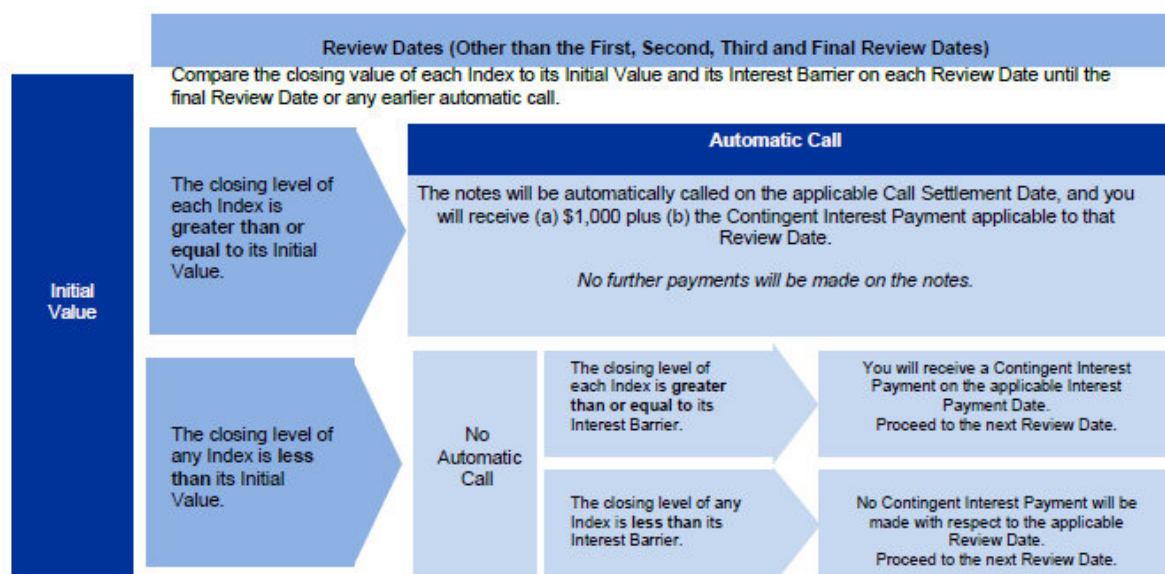 Review Dates (Other than the First, Second, Third and Final Review Dates)
Compare the closing value of each Index to its Initial Value and its Interest Barrier on each Review Date until the
final Review Date or any earlier automatic call.
Initial
Value
The closing level of
each Index is
greater than or
equal to its Initial
Value.
Automatic Call
The notes will be automatically called on the applicable Call Settlement Date, and you
will receive (a) $1,000 plus (b) the Contingent Interest Payment applicable to that
Review Date.
No further payments will be made on the notes.
The closing level of
any Index is less
than its Initial
Value.
No
Automatic
Call
The closing level of
each Index is greater
than or equal to its
Interest Barrier.
You will receive a Contingent Interest
Payment on the applicable Interest
Payment Date.
Proceed to the next Review Date.
The closing level of any
Index is less than its
Interest Barrier.
No Contingent Interest Payment will be
made with respect to the applicable
Review Date.
Proceed to the next Review Date.